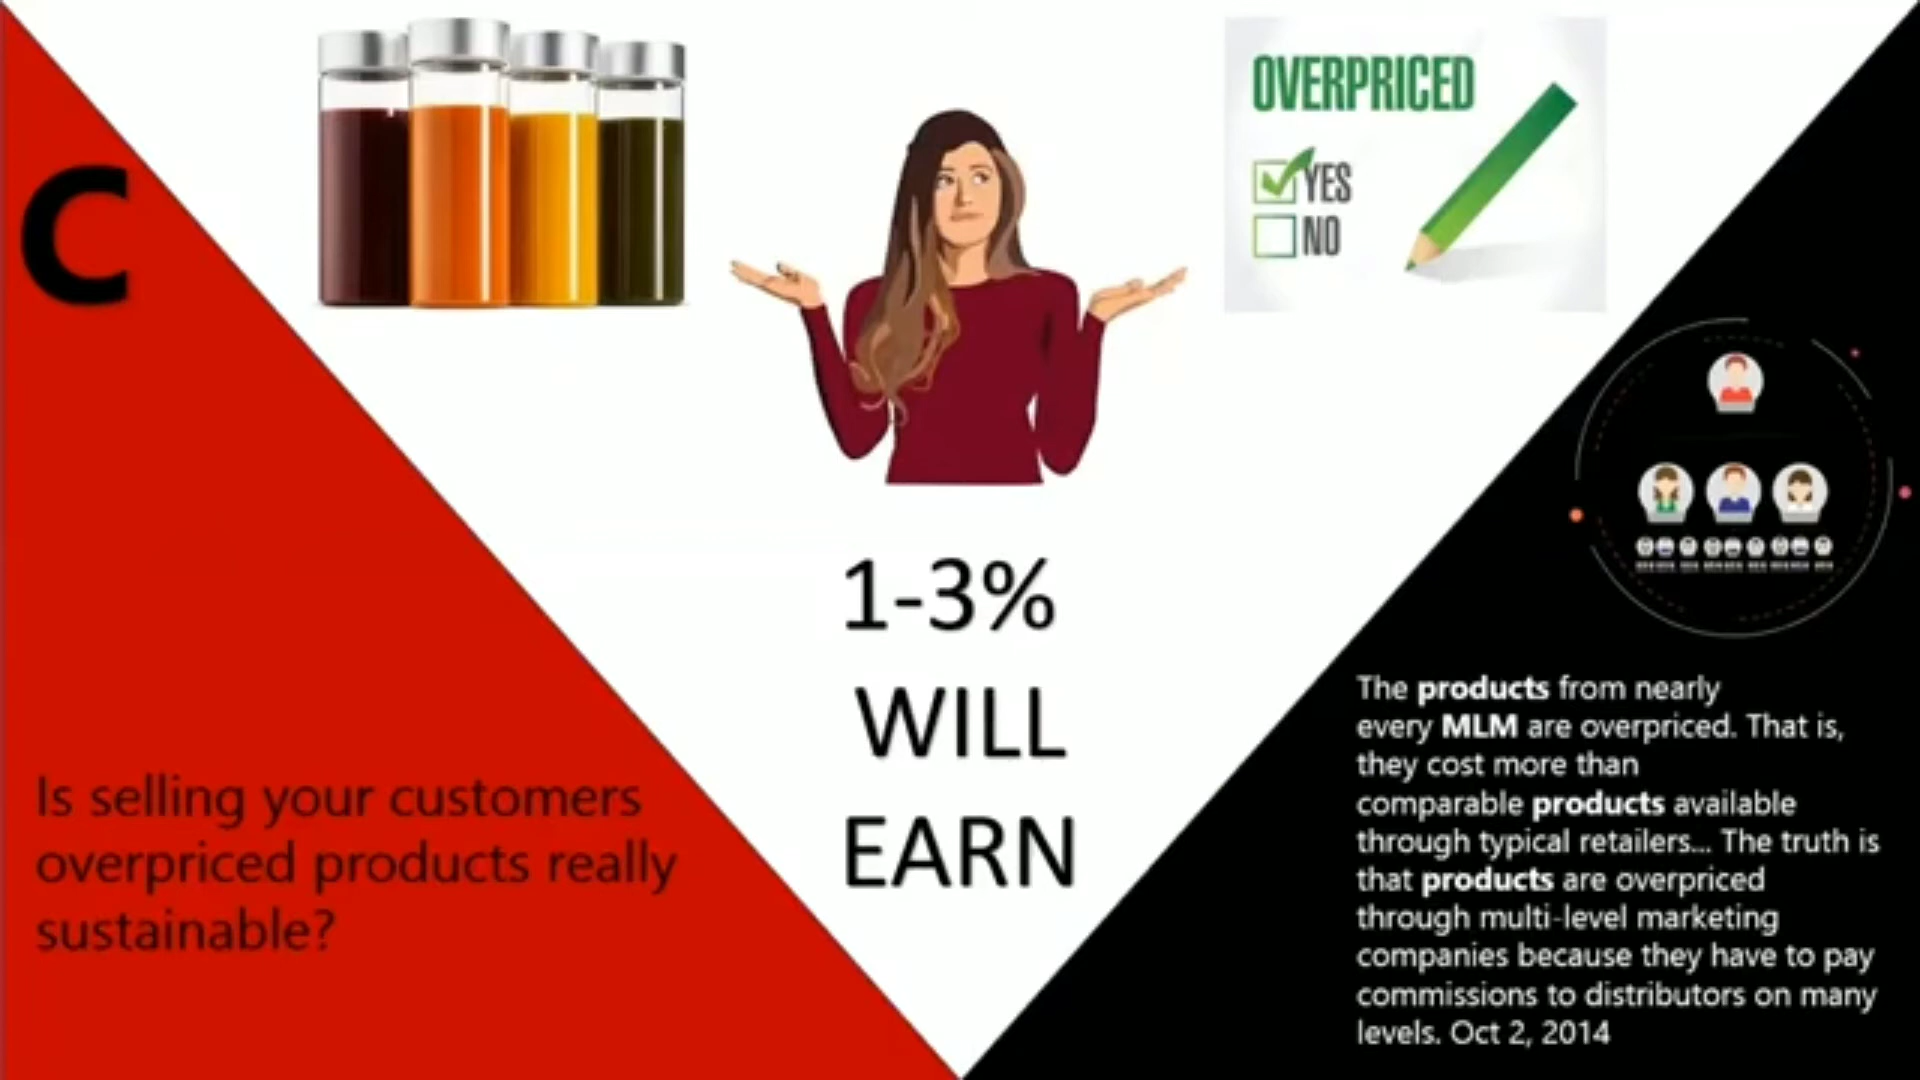 C
OVERPRICED
YES
NO
1-3%
WILL
EARN
Is selling your customers
overpriced products really
sustainable?
The products from nearly
every MLM are overpriced. That is,
they cost more than
comparable products available
through typical retailers... The truth is
that products are overpriced
through multi-level marketing
companies because they have to pay
commissions to distributors on many
levels. Oct 2, 2014